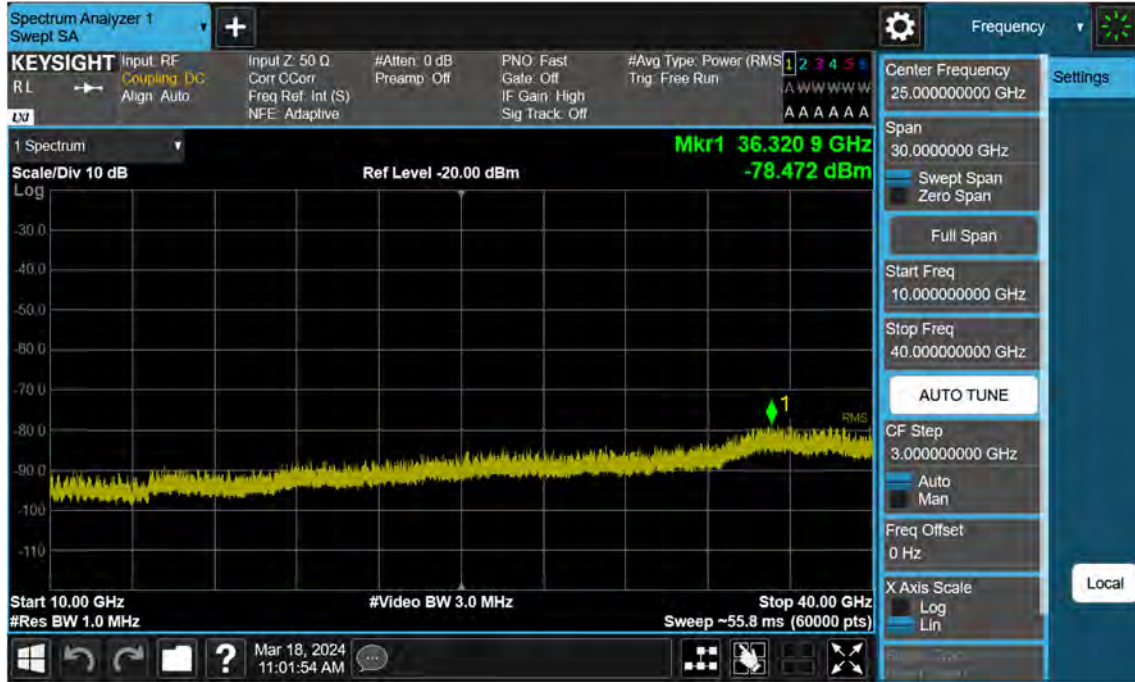 Spectrum Analyzer 1
Swept SA
Frequency
KEYSIGHT
RL
LXI
Input: RF
Coupling: DC
Align: Auto
Input Z: 50 Ω
Corr CCorr
Freq Ref: Int (S)
NFE: Adaptive
#Atten: 0 dB
Preamp: Off
PNO: Fast
Gate: Off
IF Gain: High
Sig Track: Off
#Avg Type: Power (RMS
Trig: Free Run
1 2 3 4 5 6
A W W W W W
A A A A A A
1 Spectrum
Scale/Div 10 dB
Ref Level -20.00 dBm
Mkr1 36.320 9 GHz
-78.472 dBm
Log
-30.0
-40.0
-50.0
-60.0
-70.0
-80.0
-90.0
-100
-110
1
RMS
Start 10.00 GHz
#Res BW 1.0 MHz
#Video BW 3.0 MHz
Stop 40.00 GHz
Sweep ~55.8 ms (60000 pts)
Center Frequency
25.000000000 GHz
Span
30.0000000 GHz
Swept Span
Zero Span
Full Span
Start Freq
10.000000000 GHz
Stop Freq
40.000000000 GHz
AUTO TUNE
CF Step
3.000000000 GHz
Auto
Man
Freq Offset
0 Hz
X Axis Scale
Log
Lin
Settings
Local
?
Mar 18, 2024
11:01:54 AM